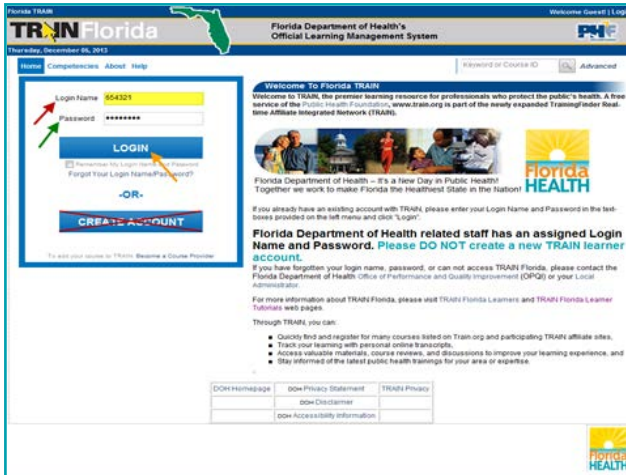 Florida TRAIN
Welcome Guest! | Logi
TRAIN Florida
Florida Department of Health's
Official Learning Management System
PHF
Thursday, December 05, 2013
Home Competencies About Help
Keyword or Course ID
Advanced
Login Name 654321
Password ********
LOGIN
Remember My Login Name and Password
Forgot Your Login Name/Password?
-OR-
CREATE ACCOUNT
To add your course to TRAIN: Become a Course Provider
Welcome To Florida TRAIN
Welcome to TRAIN, the premier learning resource for professionals who protect the public's health. A free
service of the Public Health Foundation, www.train.org is part of the newly expanded TrainingFinder Real-
time Affiliate Integrated Network (TRAIN).
Florida Department of Health – It's a New Day in Public Health!
Together we work to make Florida the Healthiest State in the Nation!
Florida
HEALTH
If you already have an existing account with TRAIN, please enter your Login Name and Password in the text-
boxes provided on the left menu and click "Login".
Florida Department of Health related staff has an assigned Login
Name and Password. Please DO NOT create a new TRAIN learner
account.
If you have forgotten your login name, password, or can not access TRAIN Florida, please contact the
Florida Department of Health Office of Performance and Quality Improvement (OPQI) or your Local
Administrator.
For more information about TRAIN Florida, please visit TRAIN Florida Learners and TRAIN Florida Learner
Tutorials web pages.
Through TRAIN, you can:
Quickly find and register for many courses listed on Train.org and participating TRAIN affiliate sites,
Track your learning with personal online transcripts,
Access valuable materials, course reviews, and discussions to improve your learning experience, and
Stay informed of the latest public health trainings for your area or expertise.
DOH Homepage
DOH Privacy Statement
TRAIN Privacy
DOH Disclaimer
DOH Accessibility Information
Florida
HEALTH